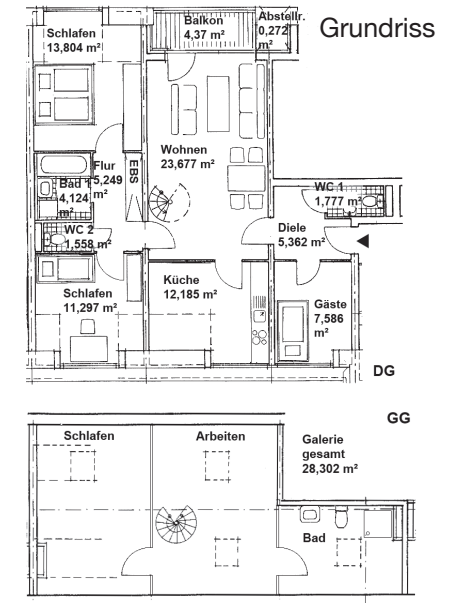 Grundriss
Schlafen
13,804 m²
Balkon
4,37 m²
Abstellr.
0,272
m²
Wohnen
23,677 m²
Flur
5,249
m²
EBS
Bad 1
4,124
m²
WC 2
1,558 m²
WC 1
1,777 m²
Diele
5,362 m²
Schlafen
11,297 m²
Küche
12,185 m²
Gäste
7,586
m²
DG
GG
Schlafen
Arbeiten
Galerie
gesamt
28,302 m²
Bad